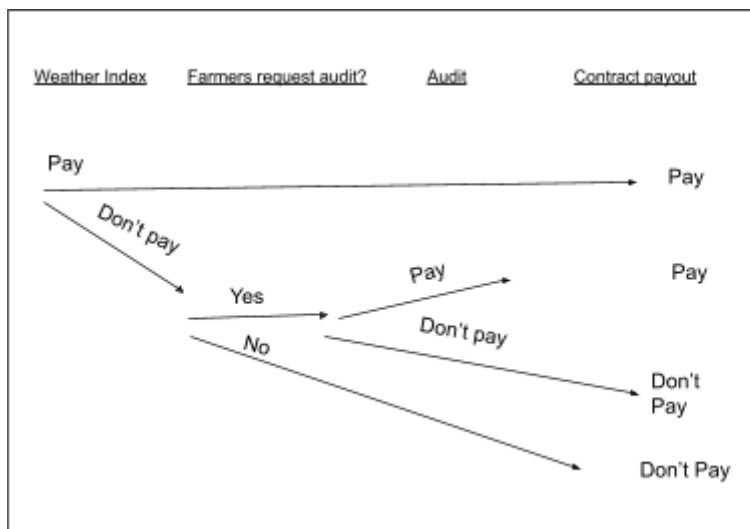 Weather Index Farmers request audit? Audit Contract payout
Pay
Pay
Don't pay
Pay
Pay
Yes
Don't pay
No
Don't
Pay
Don't Pay